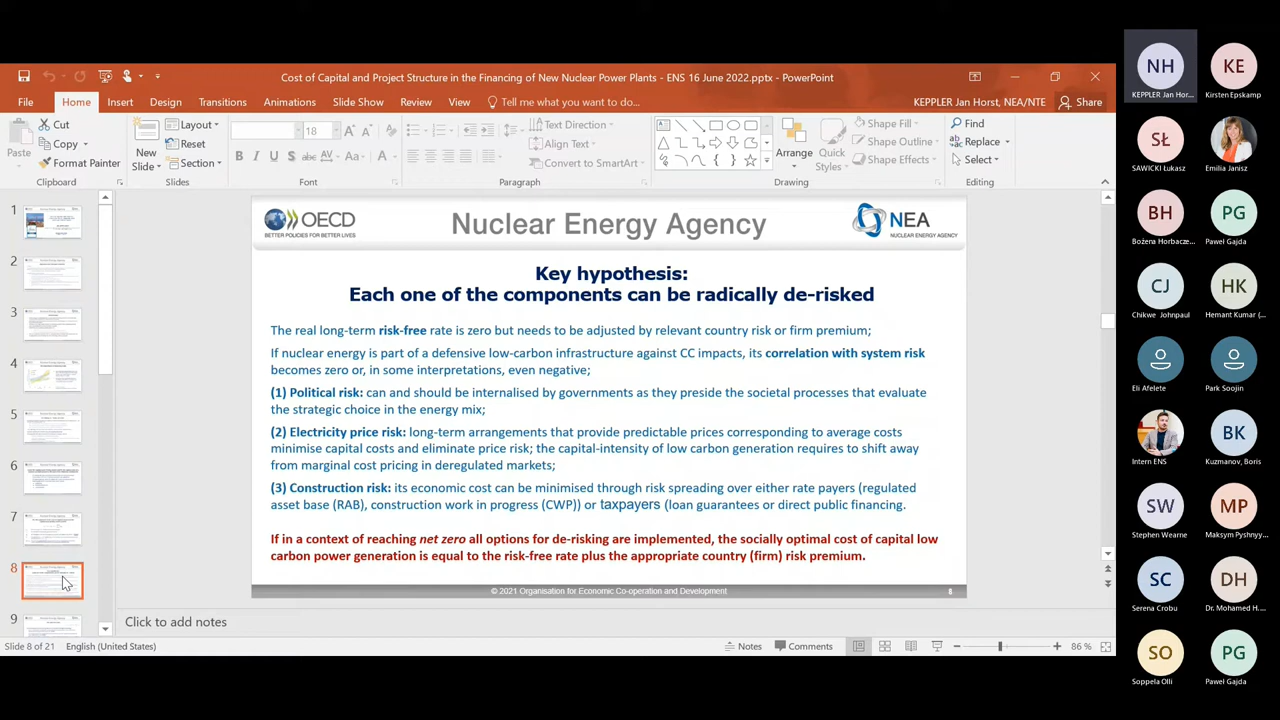 Cost of Capital and Project Structure in the Financing of New Nuclear Power Plants - ENS 16 June 2022.pptx - PowerPoint
File Home Insert Design Transitions Animations Slide Show Review View Tell me what you want to do... KEPPLER Jan Horst, NEA/NTE Share
Paste
Cut
Copy
Format Painter
Clipboard
New
Slide
Layout
Reset
Section
Slides
18
B I U S abc AV Aa A
Font
Text Direction
Align Text
Convert to SmartArt
Paragraph
Arrange
Quick
Styles
Shape Fill
Shape Outline
Shape Effects
Drawing
Find
Replace
Select
Editing
1
2
3
4
5
6
7
8
9
OECD
BETTER POLICIES FOR BETTER LIVES
Nuclear Energy Agency
NEA
NUCLEAR ENERGY AGENCY
Key hypothesis:
Each one of the components can be radically de-risked
The real long-term risk-free rate is zero but needs to be adjusted by relevant country risk or firm premium;
If nuclear energy is part of a defensive low-carbon infrastructure against CC impacts, its correlation with system risk
becomes zero or, in some interpretations, even negative;
(1) Political risk: can and should be internalised by governments as they preside the societal processes that evaluate
the strategic choice in the energy mix;
(2) Electricity price risk: long-term arrangements that provide predictable prices corresponding to average costs
minimise capital costs and eliminate price risk; the capital-intensity of low carbon generation requires to shift away
from marginal cost pricing in deregulated markets;
(3) Construction risk: its economic cost can be minimised through risk spreading over either rate payers (regulated
asset base (RAB), construction work in progress (CWP)) or taxpayers (loan guarantees or direct public financing.
If in a context of reaching net zero all options for de-risking are implemented, the socially optimal cost of capital low
carbon power generation is equal to the risk-free rate plus the appropriate country (firm) risk premium.
© 2021 Organisation for Economic Co-operation and Development
8
Click to add notes
Slide 8 of 21 English (United States) Notes Comments 86 %
NH
KEPPLER Jan Hor...
KE
Kirsten Epskamp
SŁ
SAWICKI Łukasz
Emilia Janisz
BH
Bożena Horbacze...
PG
Pawel Gajda
CJ
Chikwe Johnpaul
HK
Hemant Kumar (...
Eli Afelete
Park Soojin
Intern ENS
BK
Kuzmanov, Boris
SW
Stephen Wearne
MP
Maksym Pyshnyy...
SC
Serena Crobu
DH
Dr. Mohamed H...
SO
Soppela Olli
PG
Pawel Gajda